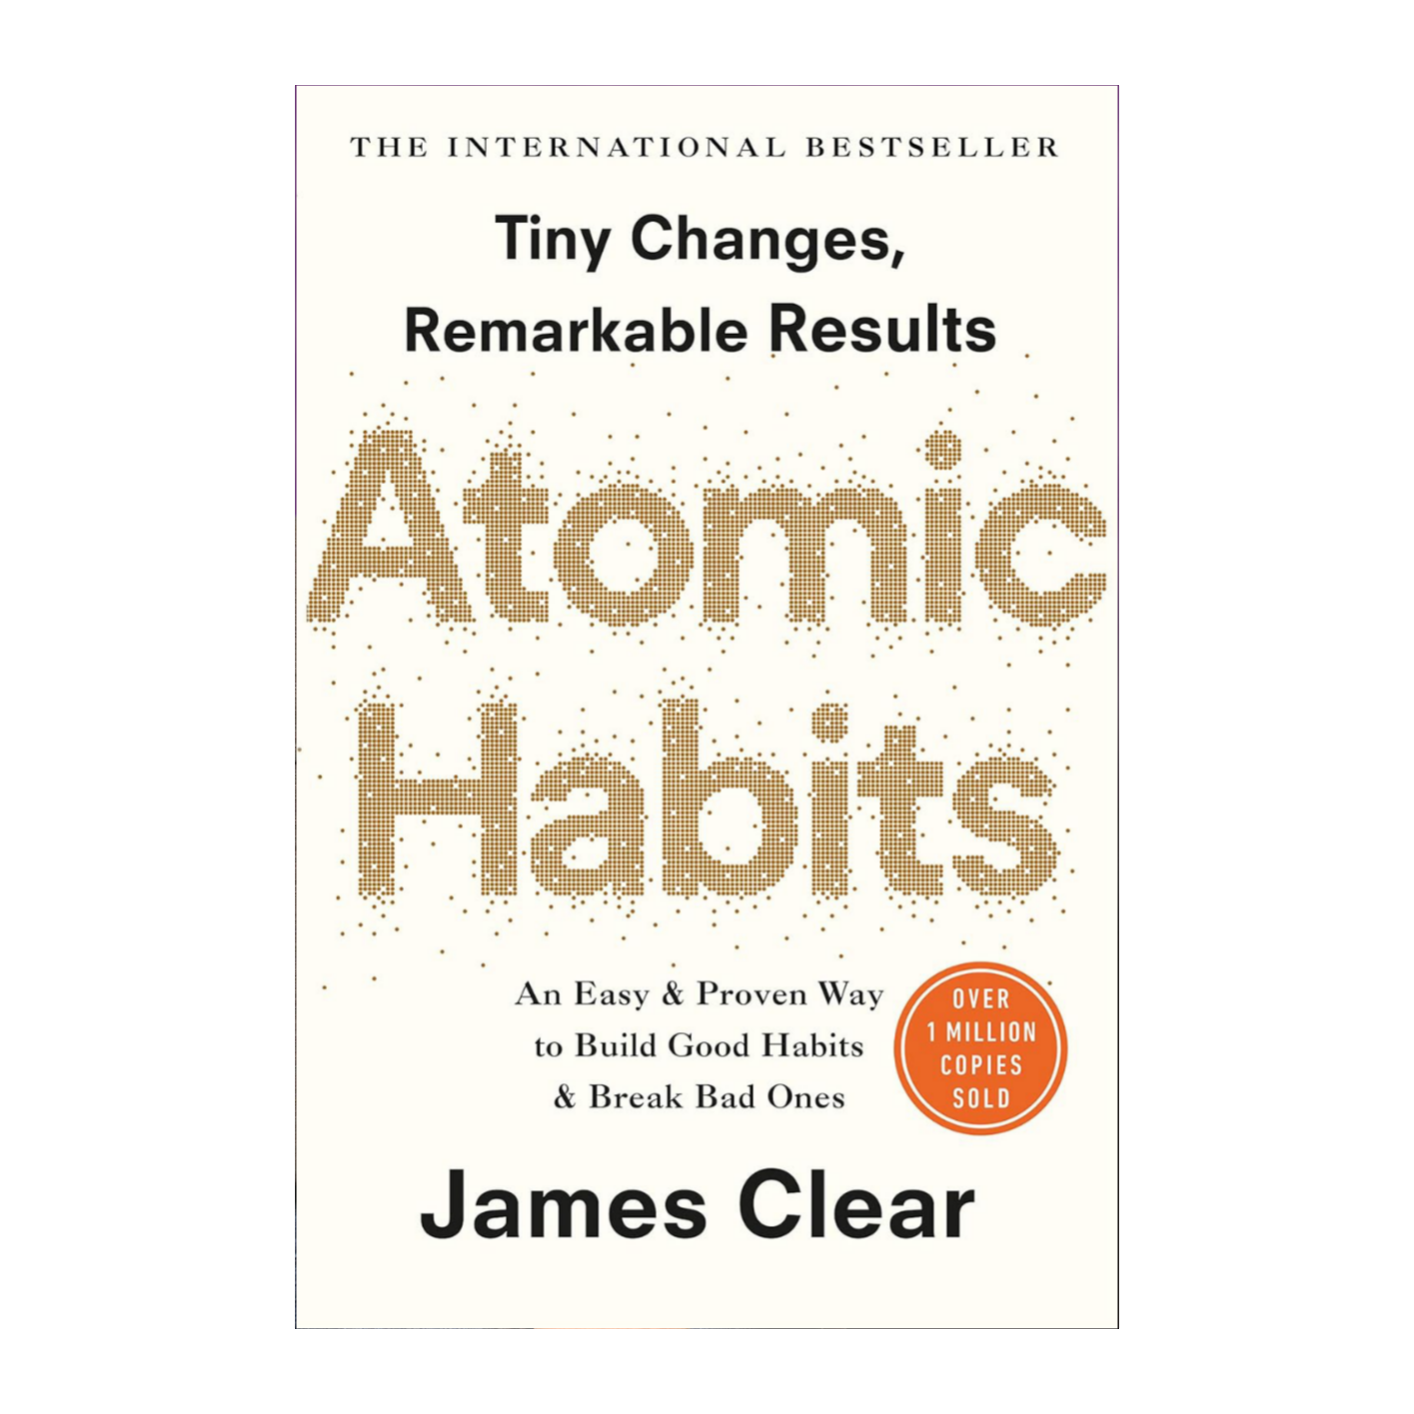 THE INTERNATIONAL BESTSELLER
Tiny Changes,
Remarkable Results
Atomic
Habits
An Easy & Proven Way
to Build Good Habits
& Break Bad Ones
OVER
1 MILLION
COPIES
SOLD
James Clear